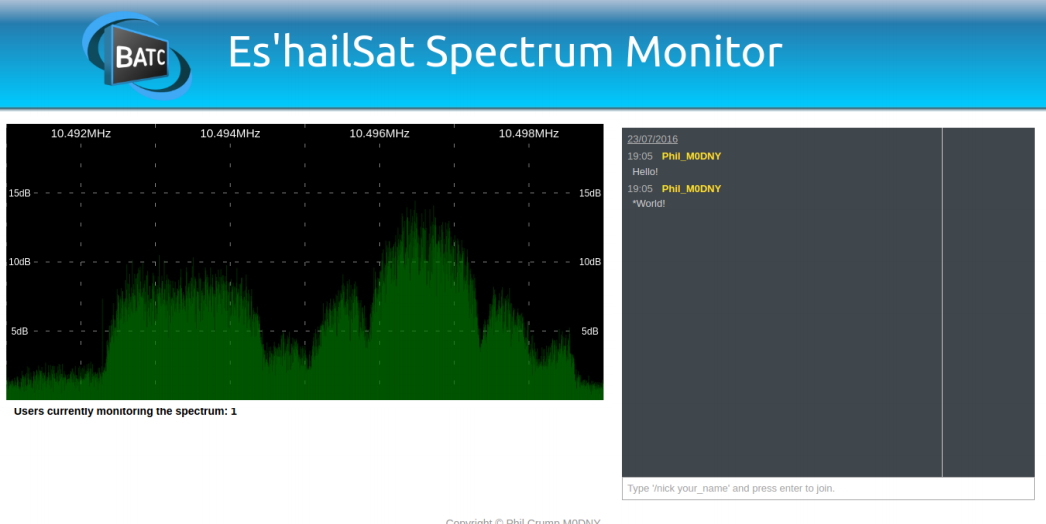 BATC
Es'hailSat Spectrum Monitor
10.492MHz 10.494MHz 10.496MHz 10.498MHz
15dB 15dB
10dB 10dB
5dB 5dB
Users currently monitoring the spectrum: 1
23/07/2016
19:05 Phil_M0DNY
Hello!
19:05 Phil_M0DNY
*World!
Type '/nick your_name' and press enter to join.
Copyright © Phil Crump M0DNY